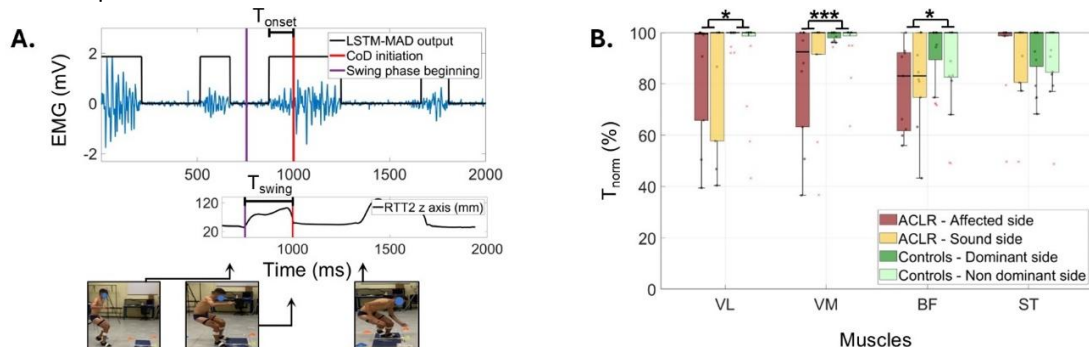 A.
T_onset
EMG (mV)
2
0
-2
LSTM-MAD output
CoD initiation
Swing phase beginning
500
1000
1500
2000
T_swing
120
20
RTT2 z axis (mm)
1000
1500
2000
Time (ms)
B.
T_norm (%)
100
80
60
40
20
0
*
***
*
ACLR - Affected side
ACLR - Sound side
Controls - Dominant side
Controls - Non dominant side
VL
VM
BF
ST
Muscles